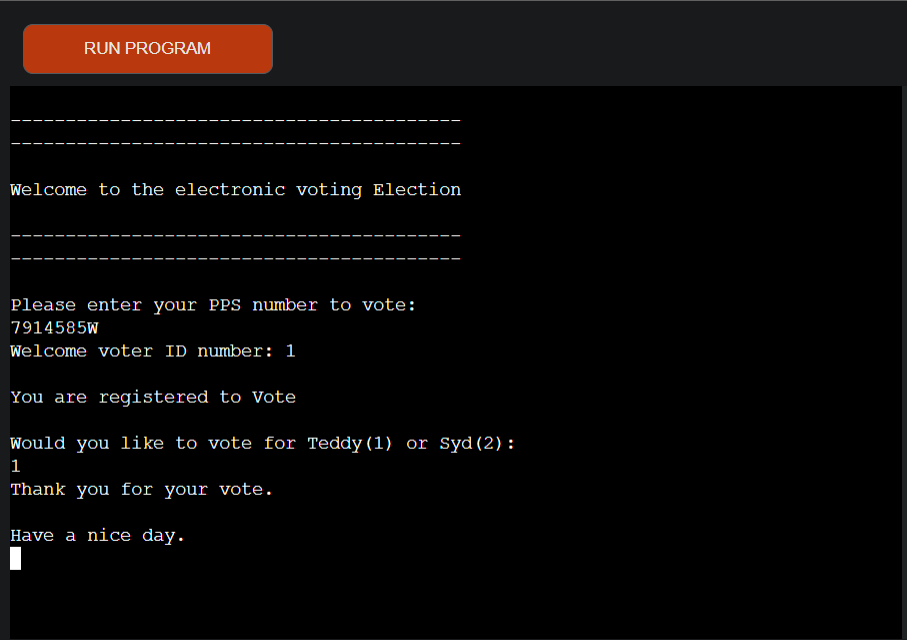 RUN PROGRAM
-----------------------------------------
-----------------------------------------
Welcome to the electronic voting Election
-----------------------------------------
-----------------------------------------
Please enter your PPS number to vote:
7914585W
Welcome voter ID number: 1
You are registered to Vote
Would you like to vote for Teddy(1) or Syd(2):
1
Thank you for your vote.
Have a nice day.